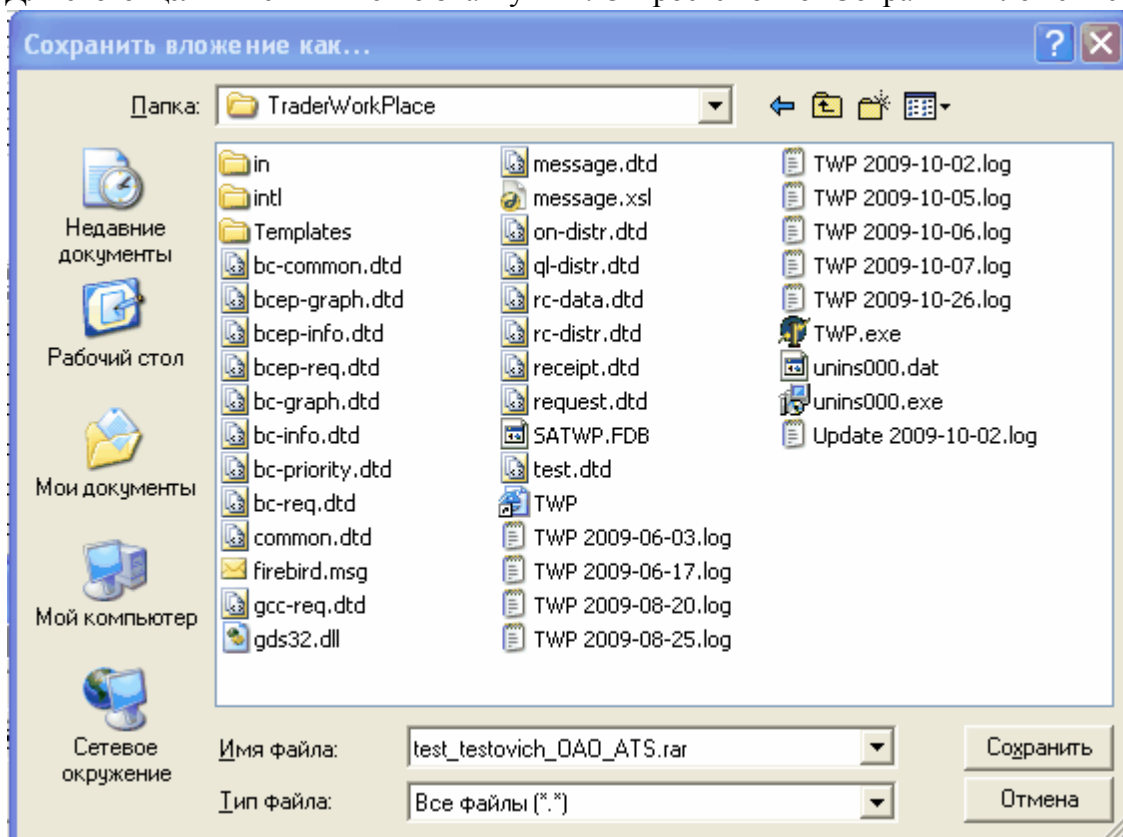 Сохранить вложение как...
Папка:
TraderWorkPlace
Недавние
документы
Рабочий стол
Мои документы
Мой компьютер
Сетевое
окружение
in
intl
Templates
bc-common.dtd
bcep-graph.dtd
bcep-info.dtd
bcep-req.dtd
bc-graph.dtd
bc-info.dtd
bc-priority.dtd
bc-req.dtd
common.dtd
firebird.msg
gcc-req.dtd
gds32.dll
message.dtd
message.xsl
on-distr.dtd
ql-distr.dtd
rc-data.dtd
rc-distr.dtd
receipt.dtd
request.dtd
SATWP.FDB
test.dtd
TWP
TWP 2009-06-03.log
TWP 2009-06-17.log
TWP 2009-08-20.log
TWP 2009-08-25.log
TWP 2009-10-02.log
TWP 2009-10-05.log
TWP 2009-10-06.log
TWP 2009-10-07.log
TWP 2009-10-26.log
TWP.exe
unins000.dat
unins000.exe
Update 2009-10-02.log
Имя файла:
test_testovich_OAO_ATS.rar
Сохранить
Тип файла:
Все файлы (*.*)
Отмена